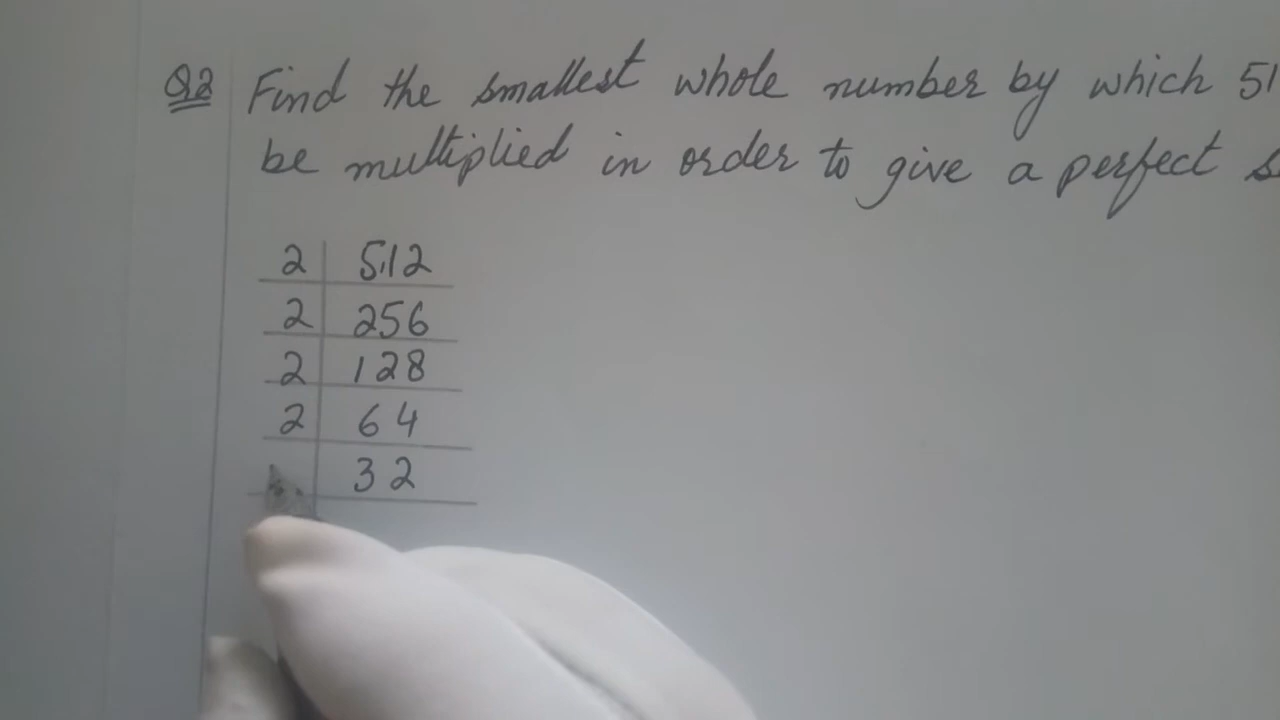 Q2 Find the smallest whole number by which 51
be multiplied in order to give a perfect
2 512
2 256
2 128
2 64
32